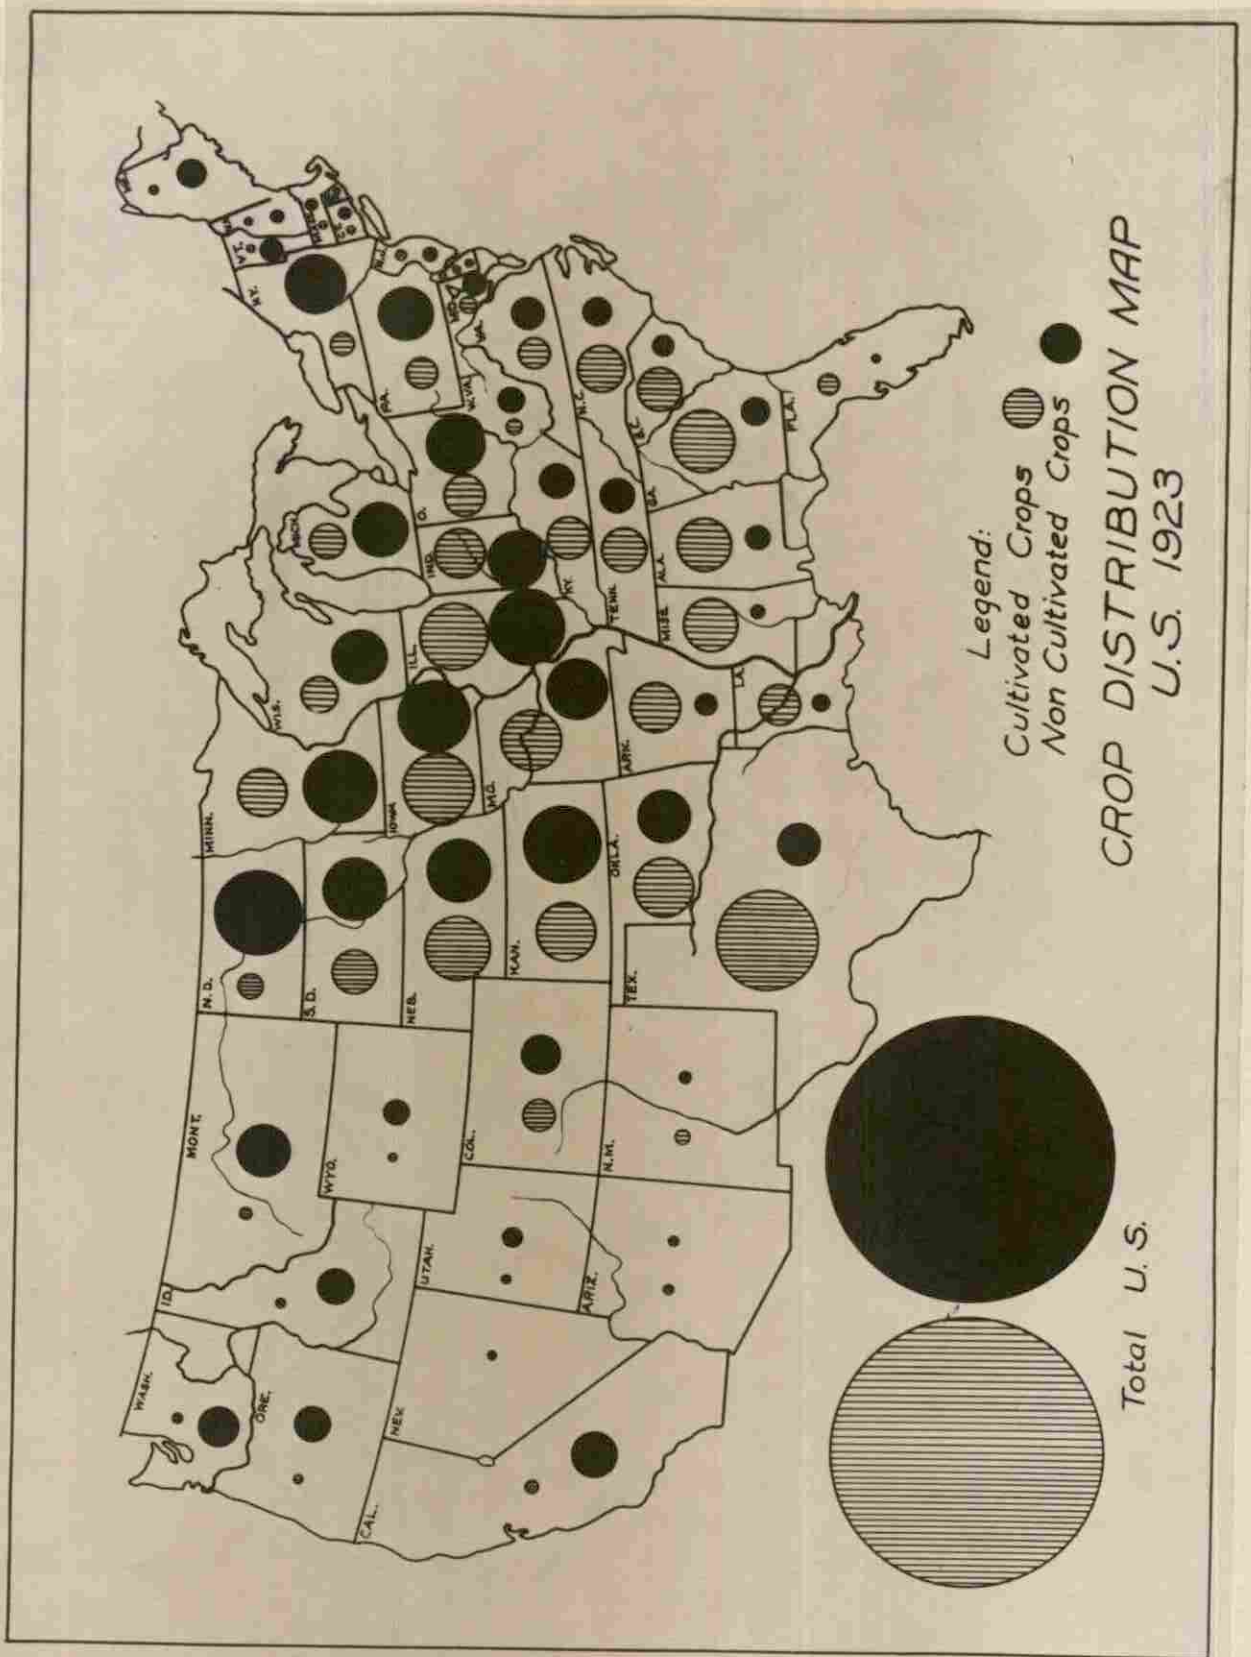 WASH.
ORE.
CAL.
NEV.
ID.
MONT.
WYO.
UTAH.
ARIZ.
COL.
N.M.
N.D.
S.D.
NEB.
KAN.
OKLA.
TEX.
MINN.
IOWA
MO.
ARK.
LA.
WIS.
ILL.
MICH.
IND.
O.
KY.
TENN.
MISS.
ALA.
GA.
FLA.
S.C.
N.C.
VA.
W.VA.
PA.
N.Y.
N.J.
MD.
VT.
Legend:
Cultivated Crops
Non Cultivated Crops
CROP DISTRIBUTION MAP
U.S. 1923
Total U.S.